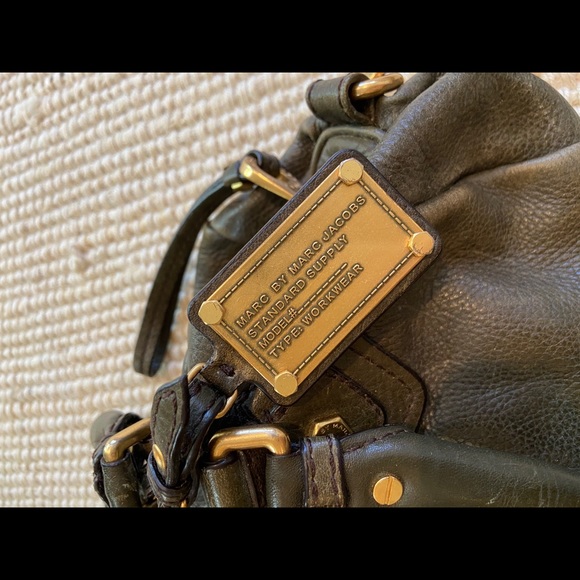 MARC BY MARC JACOBS
STANDARD SUPPLY
MODEL#
TYPE: WORKWEAR